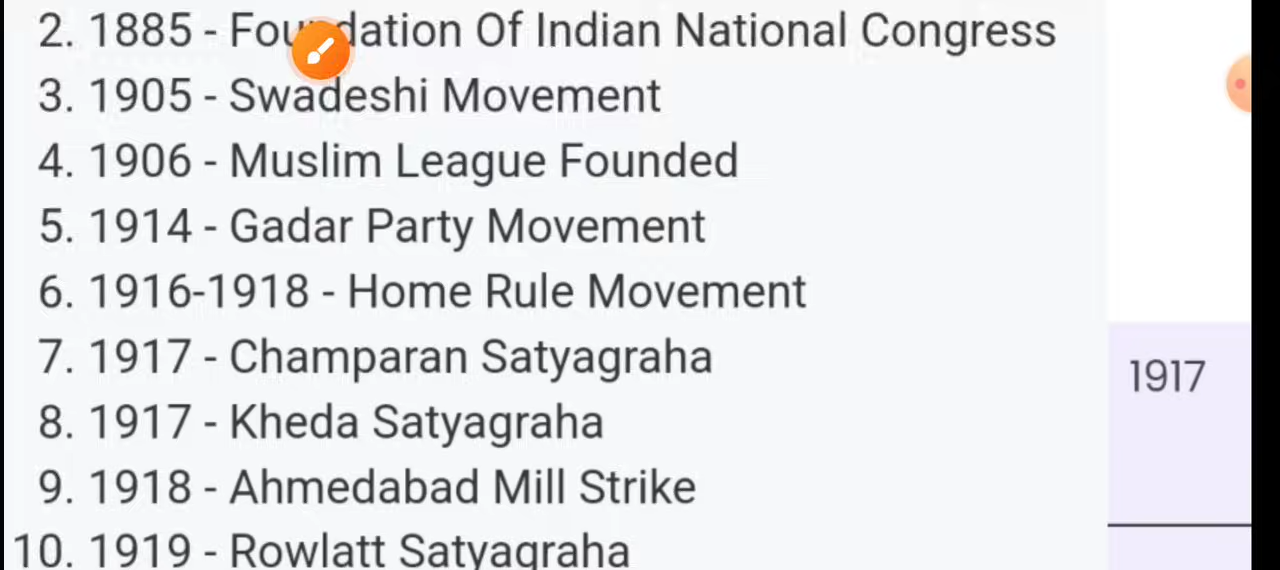 2. 1885 - Foundation Of Indian National Congress
3. 1905 - Swadeshi Movement
4. 1906 - Muslim League Founded
5. 1914 - Gadar Party Movement
6. 1916-1918 - Home Rule Movement
7. 1917 - Champaran Satyagraha
8. 1917 - Kheda Satyagraha
9. 1918 - Ahmedabad Mill Strike
10. 1919 - Rowlatt Satyagraha
1917